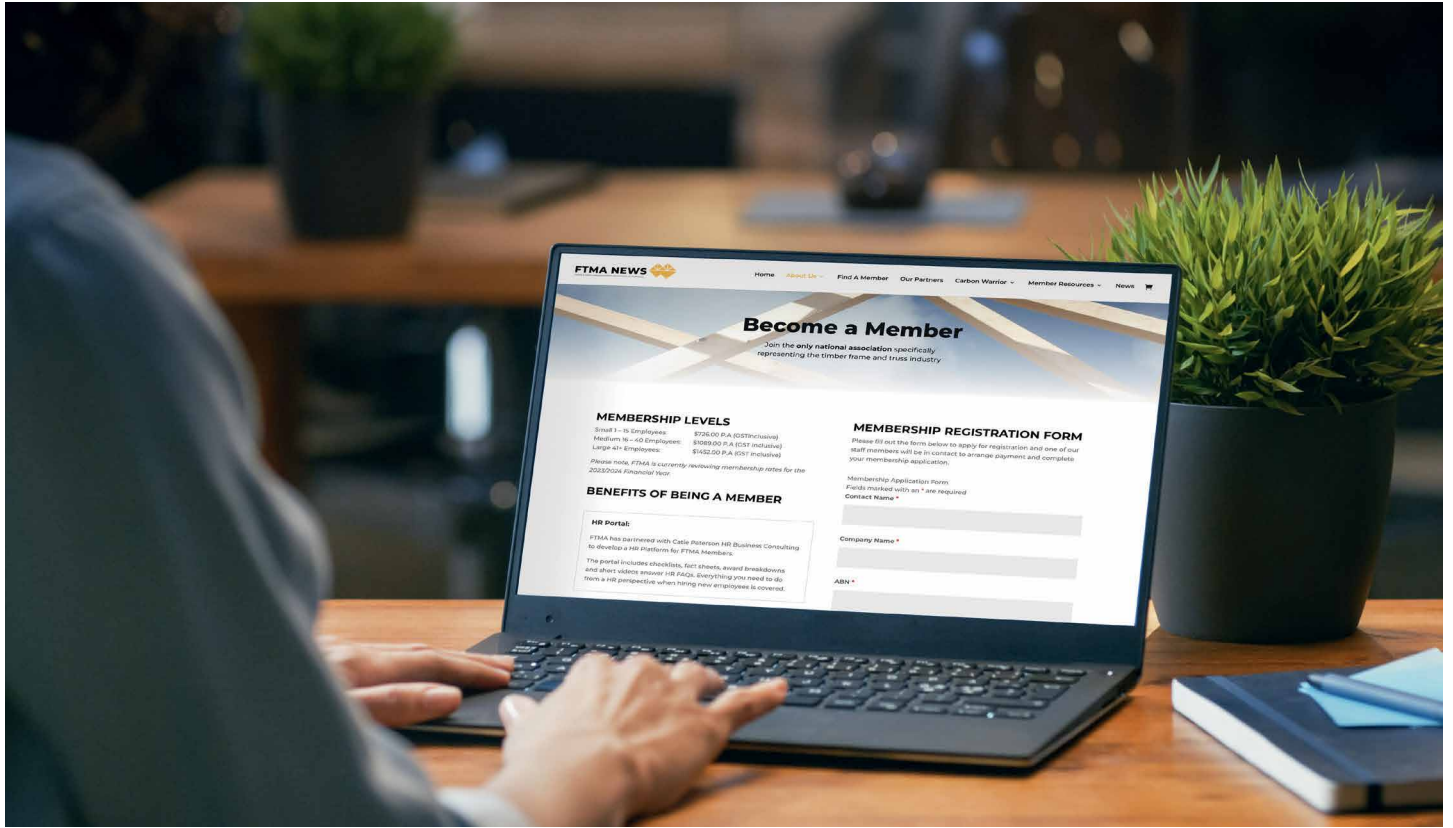 FTMA NEWS
Home About Us Find A Member Our Partners Carbon Warrior Member Resources News
Become a Member
Join the only national association specifically
representing the timber frame and truss industry
MEMBERSHIP LEVELS
Small 1 – 15 Employees: $726.00 P.A (GSTInclusive)
Medium 16 – 40 Employees: $1089.00 P.A (GST Inclusive)
Large 41+ Employees: $1452.00 P.A (GST Inclusive)
Please note, FTMA is currently reviewing membership rates for the
2023/2024 Financial Year.
BENEFITS OF BEING A MEMBER
HR Portal:
FTMA has partnered with Catie Paterson HR Business Consulting
to develop a HR Platform for FTMA Members.
The portal includes checklists, fact sheets, award breakdowns
and short videos answer HR FAQs. Everything you need to do
from a HR perspective when hiring new employees is covered.
MEMBERSHIP REGISTRATION FORM
Please fill out the form below to apply for registration and one of our
staff members will be in contact to arrange payment and complete
your membership application.
Membership Application Form
Fields marked with an * are required
Contact Name *
Company Name *
ABN *